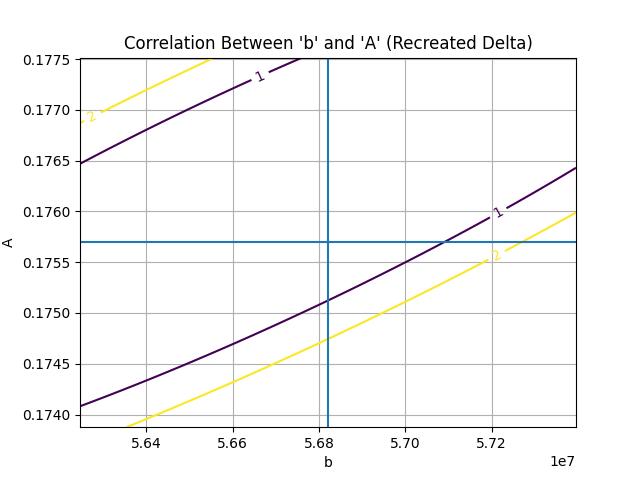 Correlation Between 'b' and 'A' (Recreated Delta)
0.1775
0.1770
0.1765
0.1760
0.1755
0.1750
0.1745
0.1740
A
1
2
1
2
5.64 5.66 5.68 5.70 5.72
b
1e7